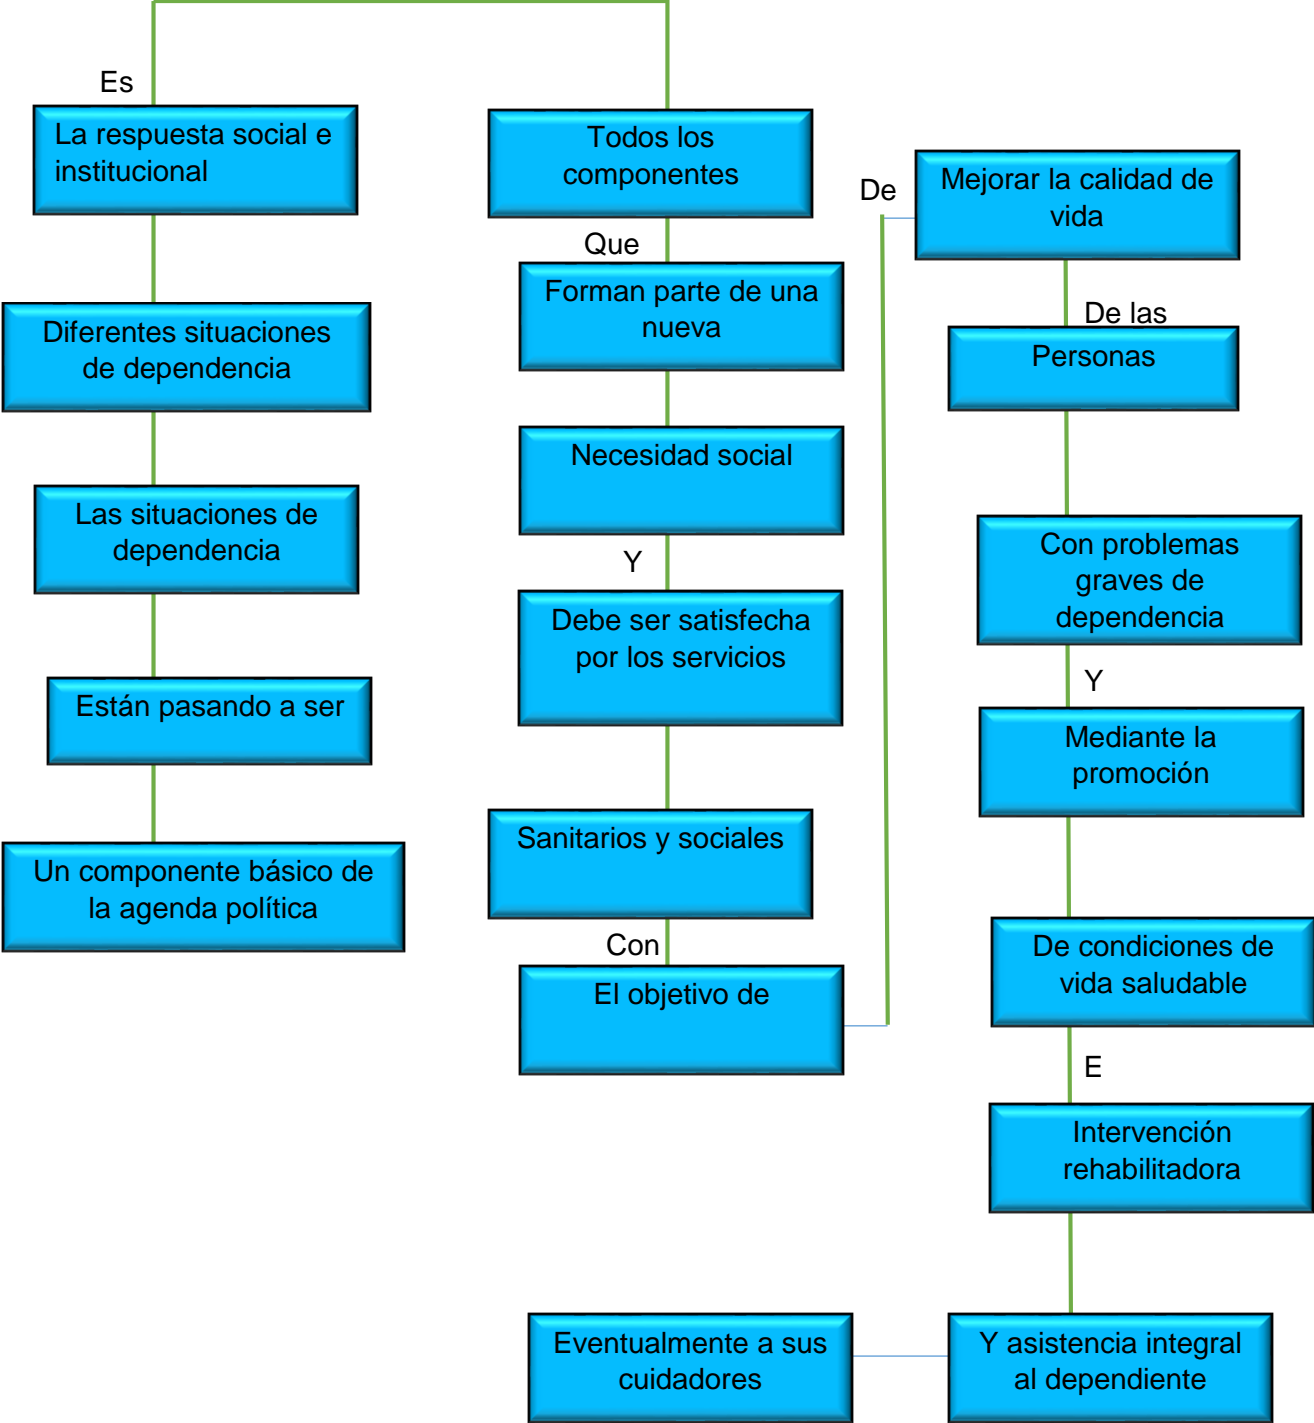 Es
La respuesta social e
institucional
Diferentes situaciones
de dependencia
Las situaciones de
dependencia
Están pasando a ser
Un componente básico de
la agenda política
Todos los
componentes
Que
Forman parte de una
nueva
Necesidad social
Y
Debe ser satisfecha
por los servicios
Sanitarios y sociales
Con
El objetivo de
De
Mejorar la calidad de
vida
De las
Personas
Con problemas
graves de
dependencia
Y
Mediante la
promoción
De condiciones de
vida saludable
E
Intervención
rehabilitadora
Y asistencia integral
al dependiente
Eventualmente a sus
cuidadores